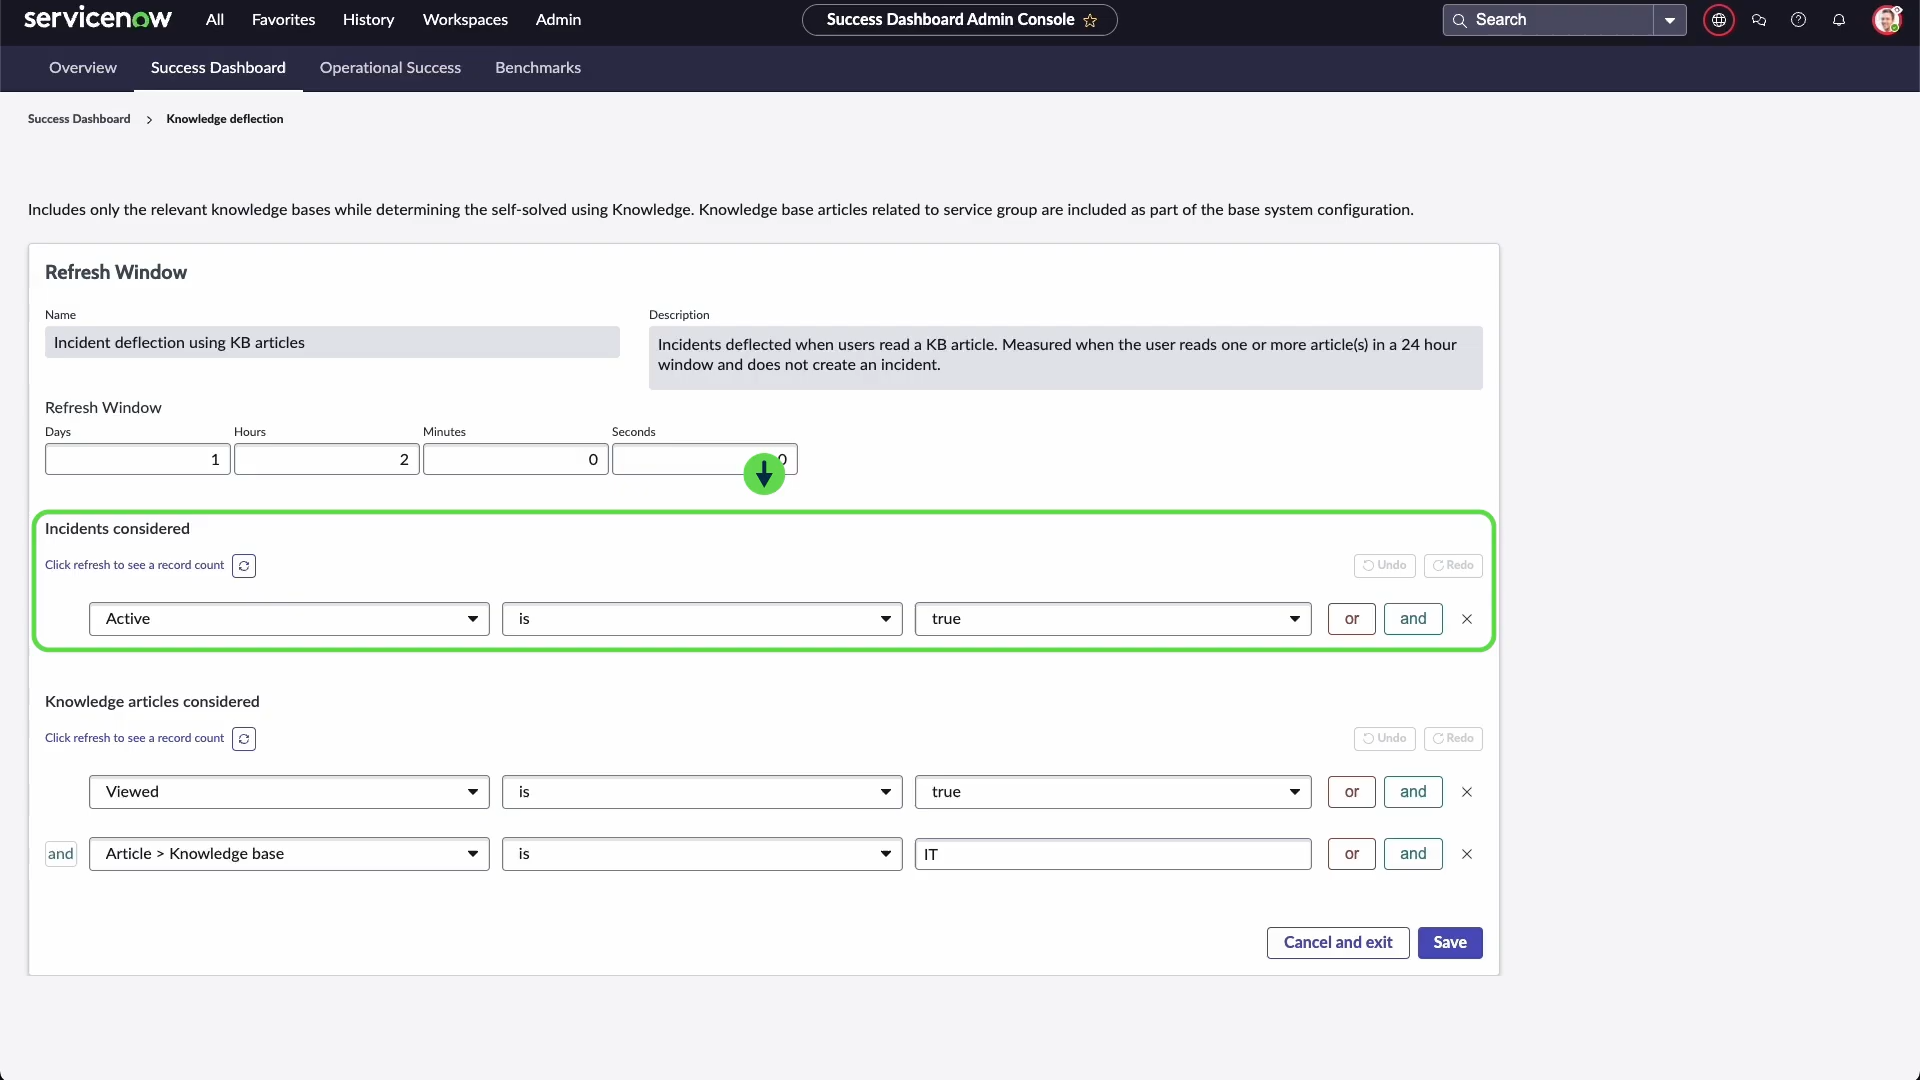 servicenow All Favorites History Workspaces Admin Success Dashboard Admin Console Search
Overview Success Dashboard Operational Success Benchmarks
Success Dashboard > Knowledge deflection
Includes only the relevant knowledge bases while determining the self-solved using Knowledge. Knowledge base articles related to service group are included as part of the base system configuration.
Refresh Window
Name
Incident deflection using KB articles
Description
Incidents deflected when users read a KB article. Measured when the user reads one or more article(s) in a 24 hour
window and does not create an incident.
Refresh Window
Days Hours Minutes Seconds
1 2 0 0
Incidents considered
Click refresh to see a record count Undo Redo
Active is true or and
Knowledge articles considered
Click refresh to see a record count Undo Redo
Viewed is true or and
and Article > Knowledge base is IT or and
Cancel and exit Save